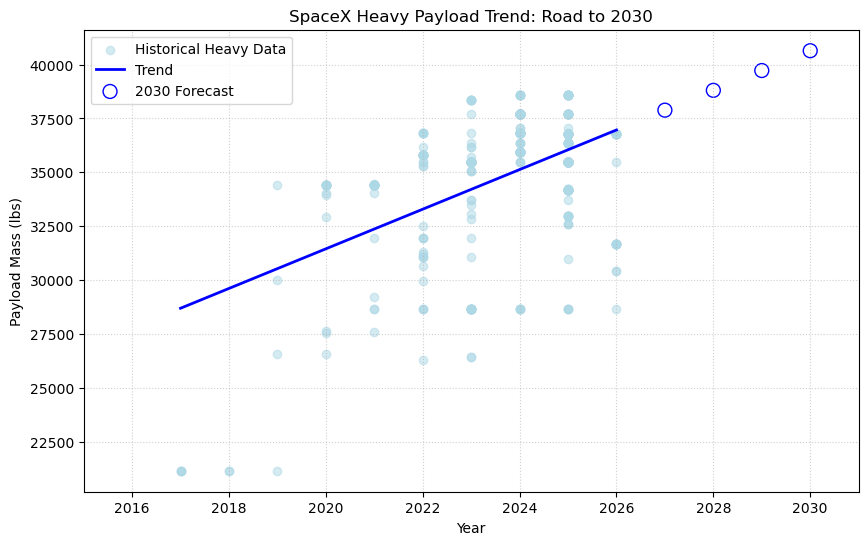 SpaceX Heavy Payload Trend: Road to 2030
Historical Heavy Data
Trend
2030 Forecast
Payload Mass (lbs)
40000
37500
35000
32500
30000
27500
25000
22500
2016 2018 2020 2022 2024 2026 2028 2030
Year